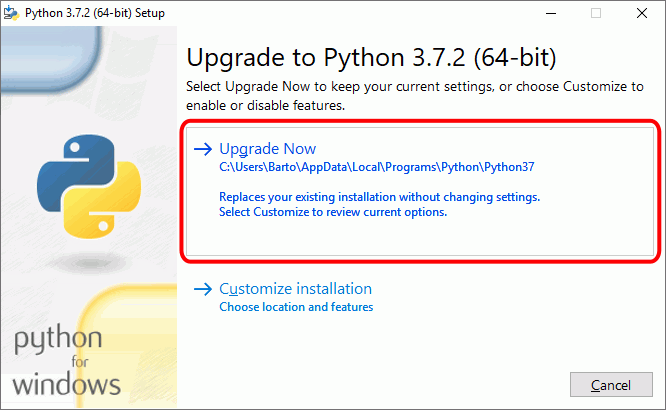 Python 3.7.2 (64-bit) Setup
Upgrade to Python 3.7.2 (64-bit)
Select Upgrade Now to keep your current settings, or choose Customize to
enable or disable features.
Upgrade Now
C:\Users\Barto\AppData\Local\Programs\Python\Python37
Replaces your existing installation without changing settings.
Select Customize to review current options.
Customize installation
Choose location and features
python
for
windows
Cancel